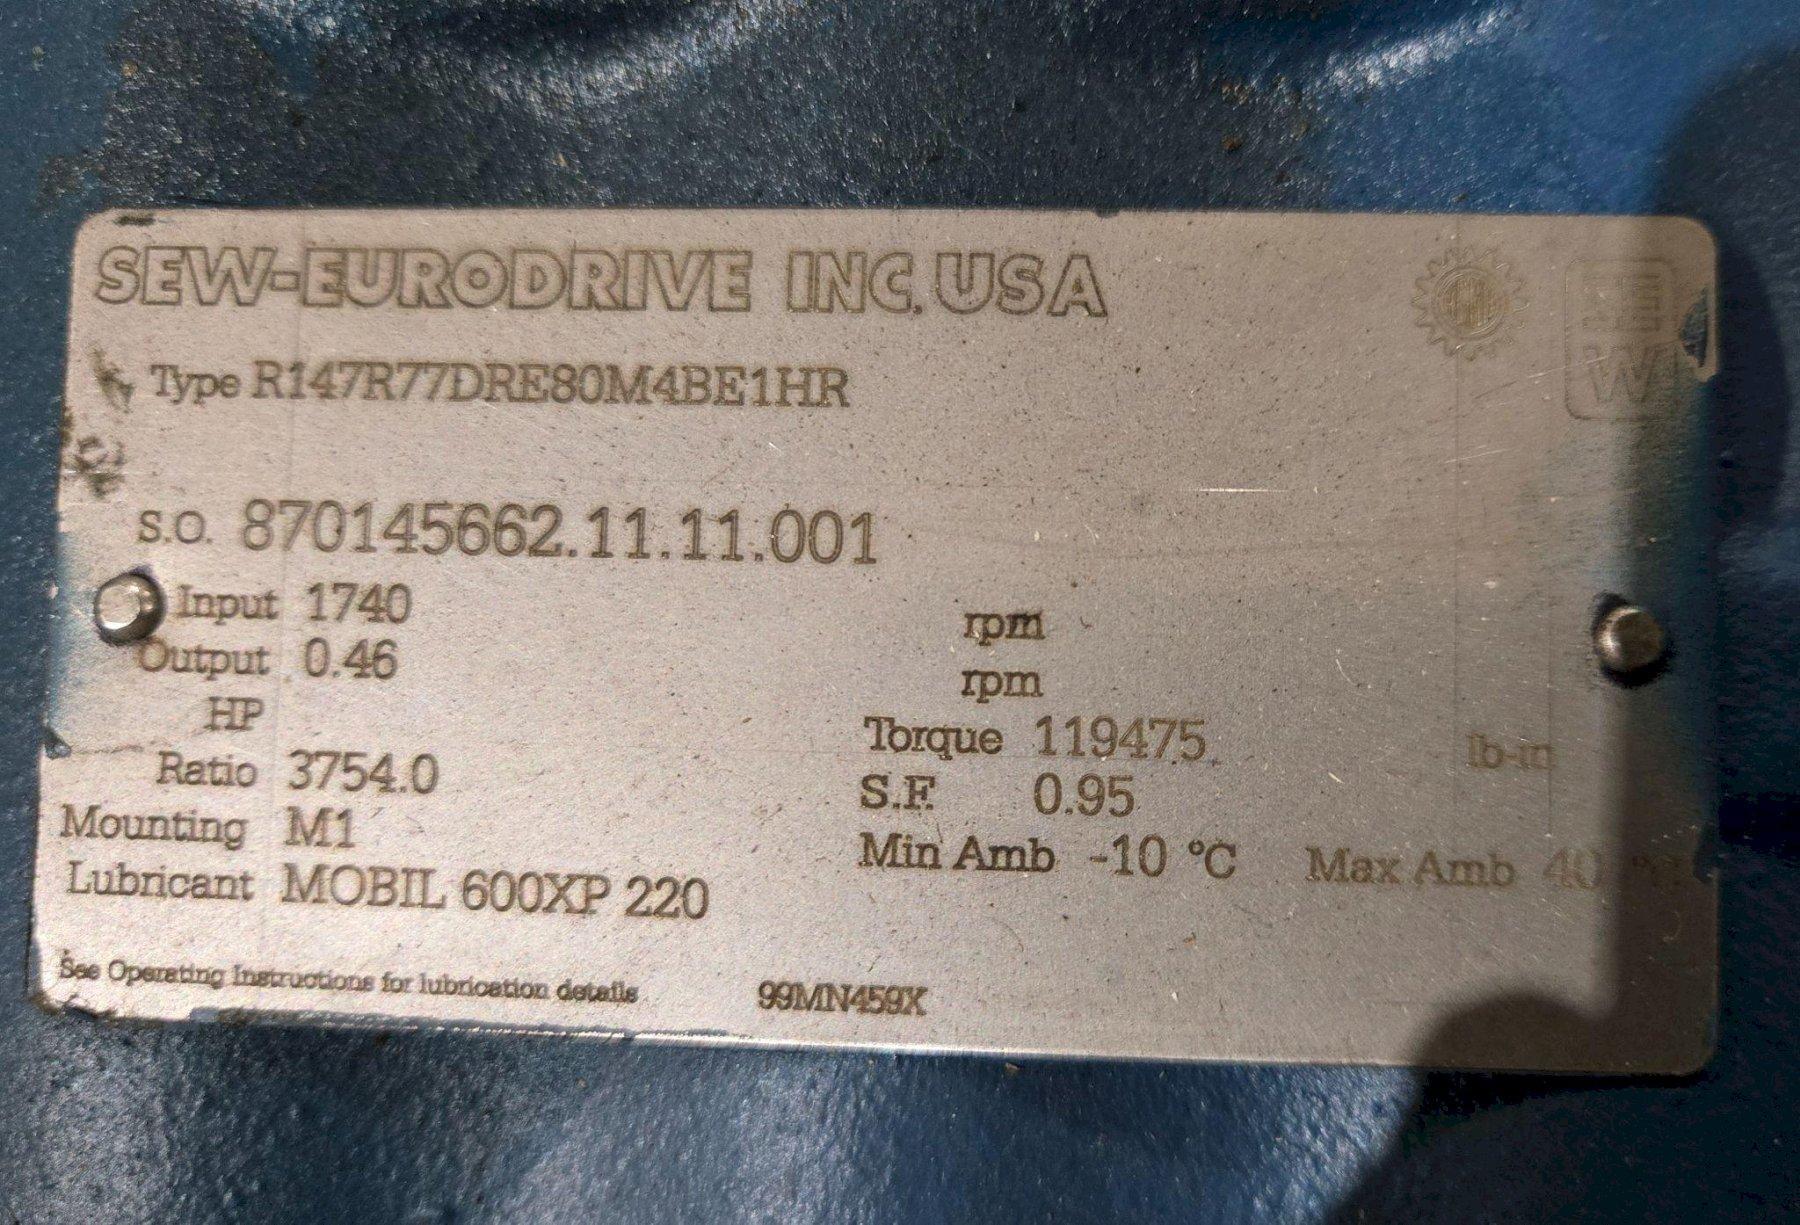 SEW-EURODRIVE INC. USA
SEW
Type R147R77DRE80M4BE1HR
S.O. 870145662.11.11.001
Input 1740 rpm
Output 0.46 rpm
HP
Torque 119475 lb-in
Ratio 3754.0
S.F. 0.95
Mounting M1
Min Amb -10 °C Max Amb 40
Lubricant MOBIL 600XP 220
See Operating Instructions for lubrication details 99MN459X